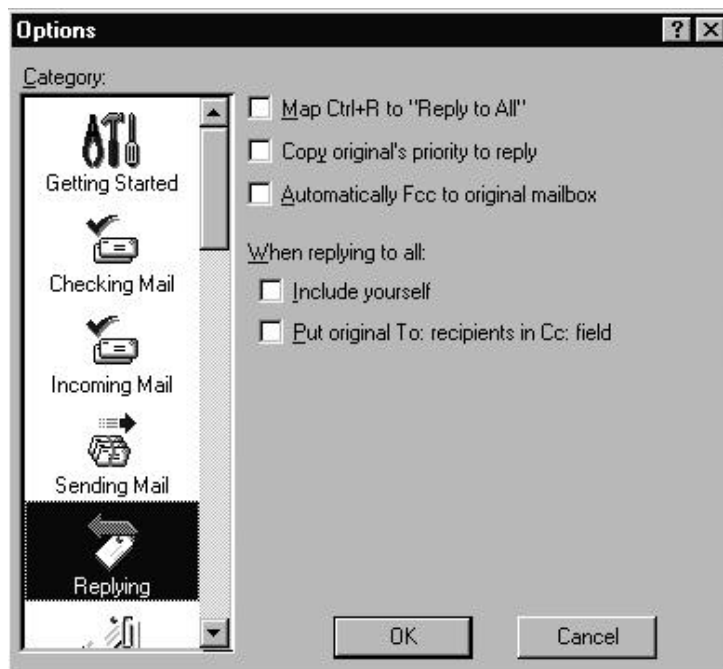 Options
Category:
Getting Started
Checking Mail
Incoming Mail
Sending Mail
Replying
Map Ctrl+R to "Reply to All"
Copy original's priority to reply
Automatically Fcc to original mailbox
When replying to all:
Include yourself
Put original To: recipients in Cc: field
OK
Cancel